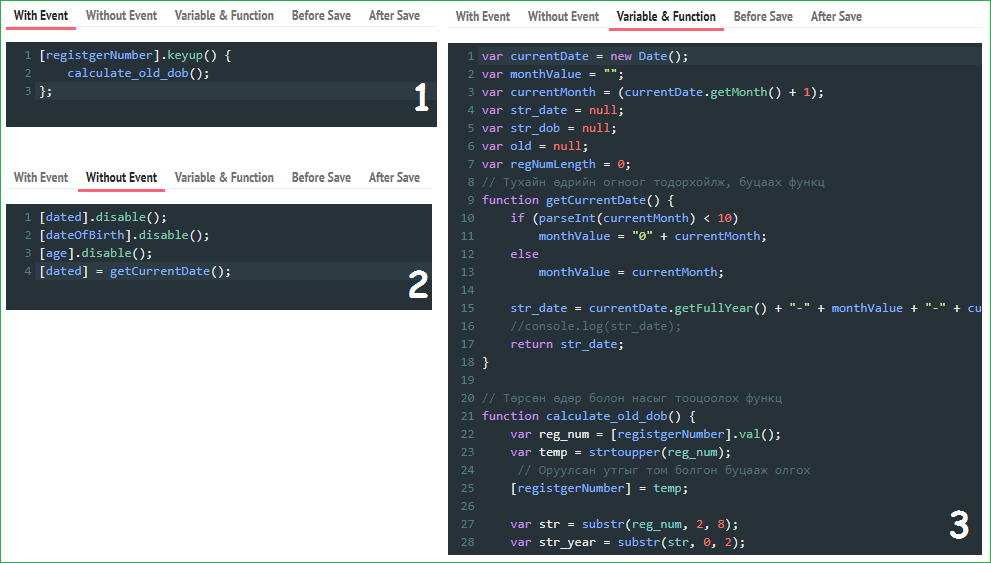 With Event Without Event Variable & Function Before Save After Save
1 [registgerNumber].keyup() {
2 calculate_old_dob();
3 };
1
With Event Without Event Variable & Function Before Save After Save
1 [dated].disable();
2 [dateOfBirth].disable();
3 [age].disable();
4 [dated] = getCurrentDate();
2
With Event Without Event Variable & Function Before Save After Save
1 var currentDate = new Date();
2 var monthValue = "";
3 var currentMonth = (currentDate.getMonth() + 1);
4 var str_date = null;
5 var str_dob = null;
6 var old = null;
7 var regNumLength = 0;
8 // Тухайн өдрийн огноог тодорхойлж, буцаах функц
9 function getCurrentDate() {
10 if (parseInt(currentMonth) < 10)
11 monthValue = "0" + currentMonth;
12 else
13 monthValue = currentMonth;
14
15 str_date = currentDate.getFullYear() + "-" + monthValue + "-" + cu
16 //console.log(str_date);
17 return str_date;
18 }
19
20 // Төрсөн өдөр болон насыг тооцоолох функц
21 function calculate_old_dob() {
22 var reg_num = [registgerNumber].val();
23 var temp = strtoupper(reg_num);
24 // Оруулсан утгыг том болгон буцааж олгох
25 [registgerNumber] = temp;
26
27 var str = substr(reg_num, 2, 8);
28 var str_year = substr(str, 0, 2);
3